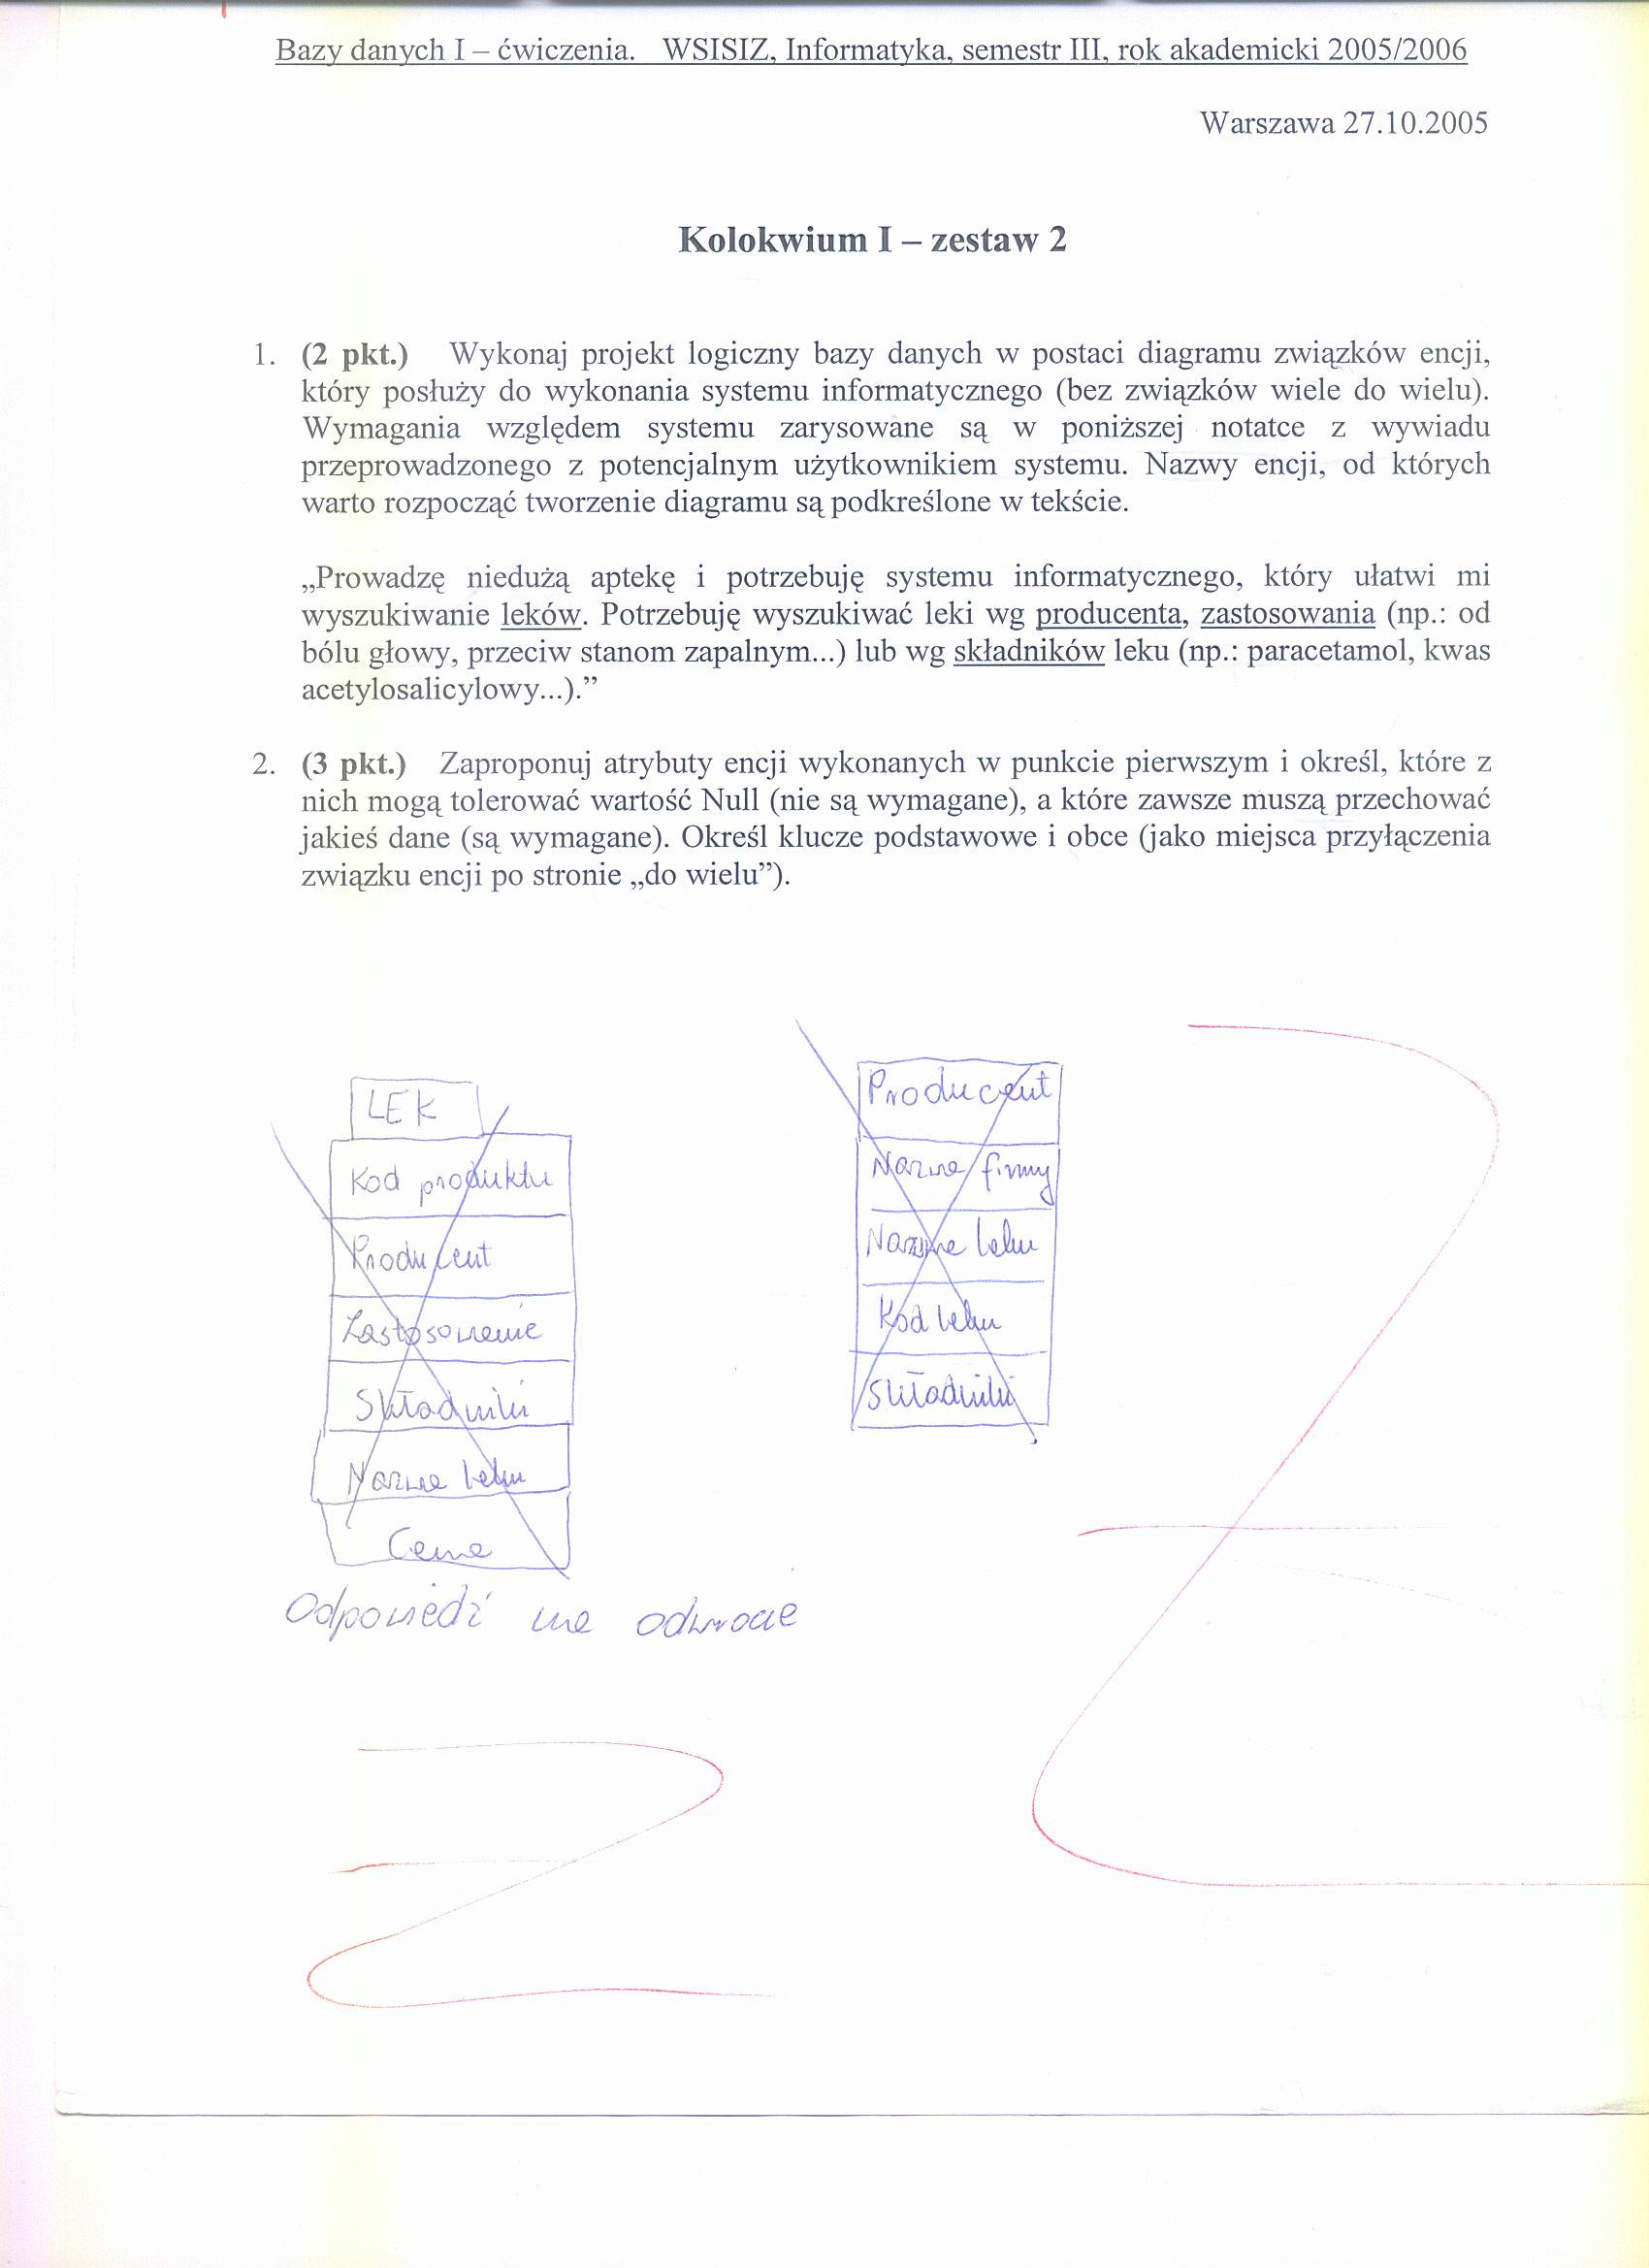 Bazy danych I – ćwiczenia. WSISIZ, Informatyka, semestr III, rok akademicki 2005/2006
Warszawa 27.10.2005
Kolokwium I – zestaw 2
1. (2 pkt.) Wykonaj projekt logiczny bazy danych w postaci diagramu związków encji,
który posłuży do wykonania systemu informatycznego (bez związków wiele do wielu).
Wymagania względem systemu zarysowane są w poniższej notatce z wywiadu
przeprowadzonego z potencjalnym użytkownikiem systemu. Nazwy encji, od których
warto rozpocząć tworzenie diagramu są podkreślone w tekście.
„Prowadzę niedużą aptekę i potrzebuję systemu informatycznego, który ułatwi mi
wyszukiwanie leków. Potrzebuję wyszukiwać leki wg producenta, zastosowania (np.: od
bólu głowy, przeciw stanom zapalnym...) lub wg składników leku (np.: paracetamol, kwas
acetylosalicylowy...).”
2. (3 pkt.) Zaproponuj atrybuty encji wykonanych w punkcie pierwszym i określ, które z
nich mogą tolerować wartość Null (nie są wymagane), a które zawsze muszą przechować
jakieś dane (są wymagane). Określ klucze podstawowe i obce (jako miejsca przyłączenia
związku encji po stronie „do wielu”).
LEK
Kod produktu
Producent
Zastosowanie
Składniki
Nazwa leku
Cena
Producent
Nazwa firmy
Nazwa leku
Kod leku
Składniki
Odpowiedź na odwrocie